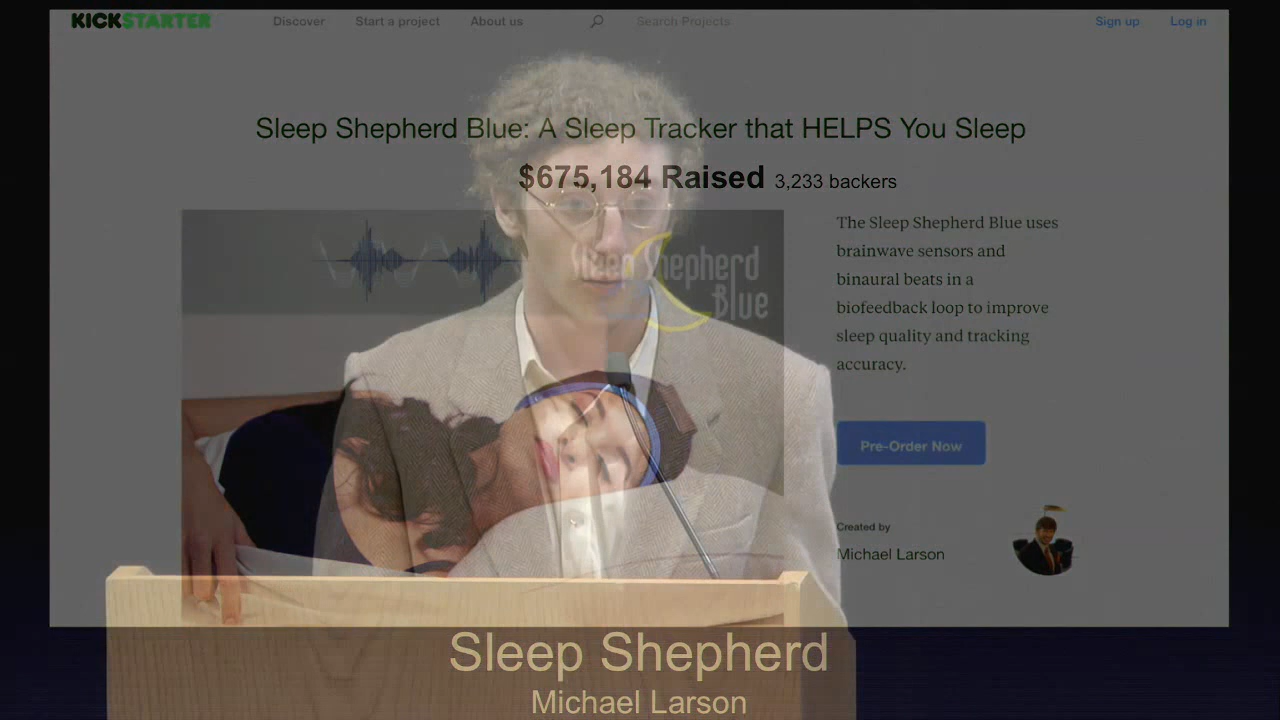 KICKSTARTER Discover Start a project About us Search Projects Sign up Log in
Sleep Shepherd Blue: A Sleep Tracker that HELPS You Sleep
$675,184 Raised 3,233 backers
Sleep Shepherd
Blue
The Sleep Shepherd Blue uses
brainwave sensors and
binaural beats in a
biofeedback loop to improve
sleep quality and tracking
accuracy.
Pre-Order Now
Created by
Michael Larson
Sleep Shepherd
Michael Larson